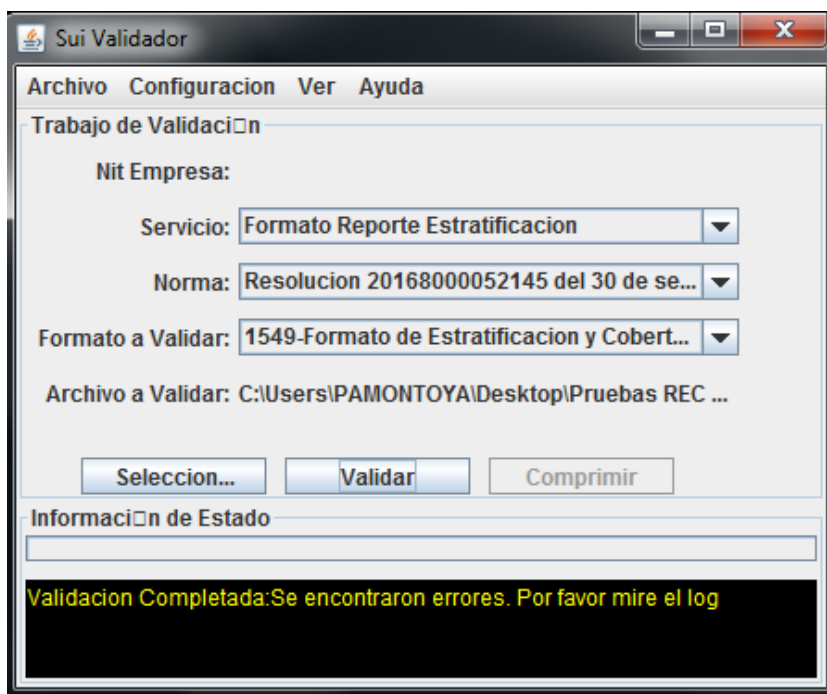 Sui Validador
Archivo Configuracion Ver Ayuda
Trabajo de Validaci□n
Nit Empresa:
Servicio: Formato Reporte Estratificacion
Norma: Resolucion 20168000052145 del 30 de se...
Formato a Validar: 1549-Formato de Estratificacion y Cobert...
Archivo a Validar: C:\Users\PAMONTOYA\Desktop\Pruebas REC ...
Seleccion... Validar Comprimir
Informaci□n de Estado
Validacion Completada:Se encontraron errores. Por favor mire el log